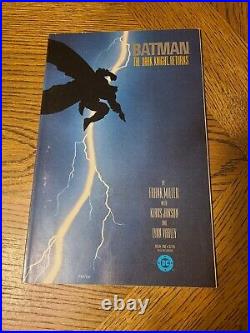 BATMAN
THE DARK KNIGHT RETURNS
BY
FRANK MILLER
WITH
KLAUS JANSON
AND
LYNN VARLEY
DC